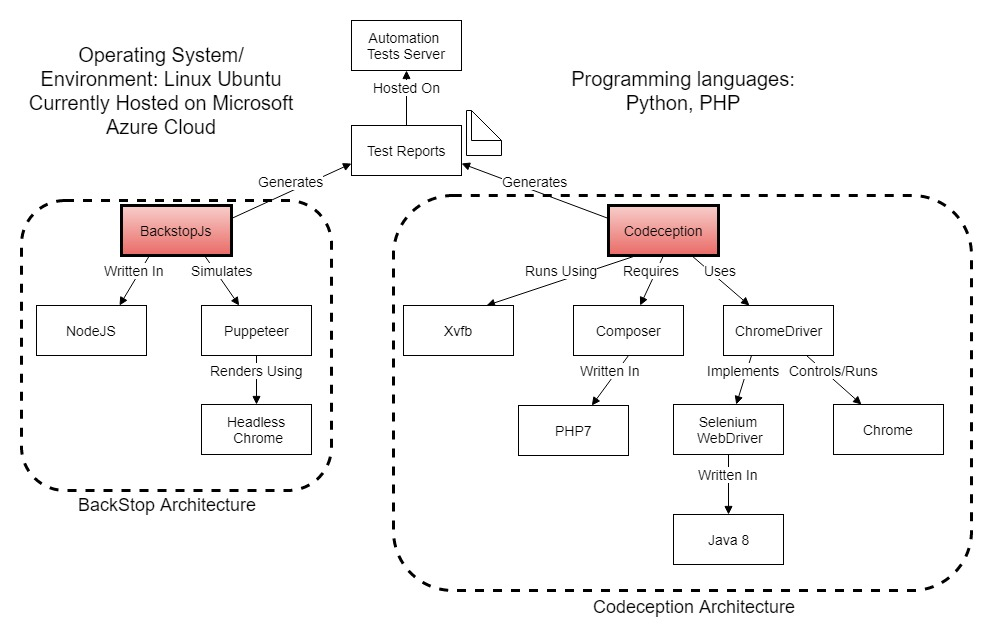 Operating System/
Environment: Linux Ubuntu
Currently Hosted on Microsoft
Azure Cloud
Automation
Tests Server
Programming languages:
Python, PHP
Hosted On
Test Reports
Generates
Generates
BackstopJs
Codeception
Written In
Simulates
Runs Using
Requires
Uses
NodeJS
Puppeteer
Xvfb
Composer
ChromeDriver
Renders Using
Written In
Implements
Controls/Runs
Headless
Chrome
PHP7
Selenium
WebDriver
Chrome
Written In
BackStop Architecture
Java 8
Codeception Architecture